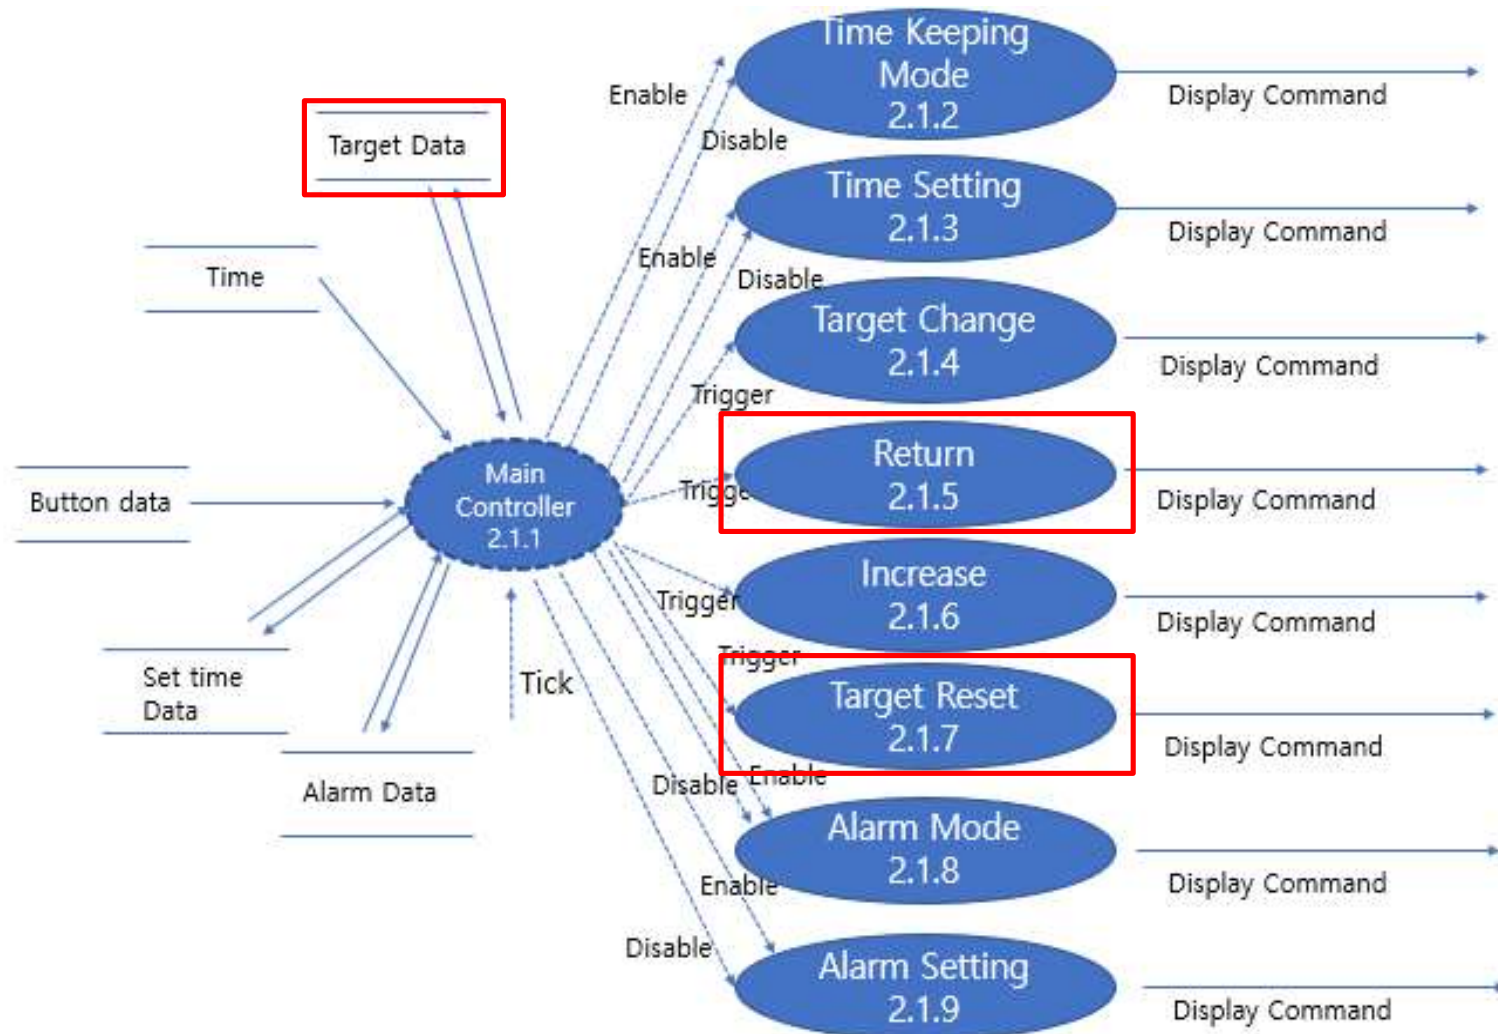 Time Keeping
Mode
2.1.2
Enable
Display Command
Target Data
Disable
Time Setting
2.1.3
Display Command
Enable
Time
Disable
Target Change
2.1.4
Display Command
Trigger
Return
2.1.5
Trigge
Display Command
Main
Controller
2.1.1
Button data
Increase
2.1.6
Trigger
Display Command
Trigger
Set time
Data
Tick
Target Reset
2.1.7
Display Command
Disable
Enable
Alarm Data
Alarm Mode
2.1.8
Display Command
Enable
Disable
Alarm Setting
2.1.9
Display Command